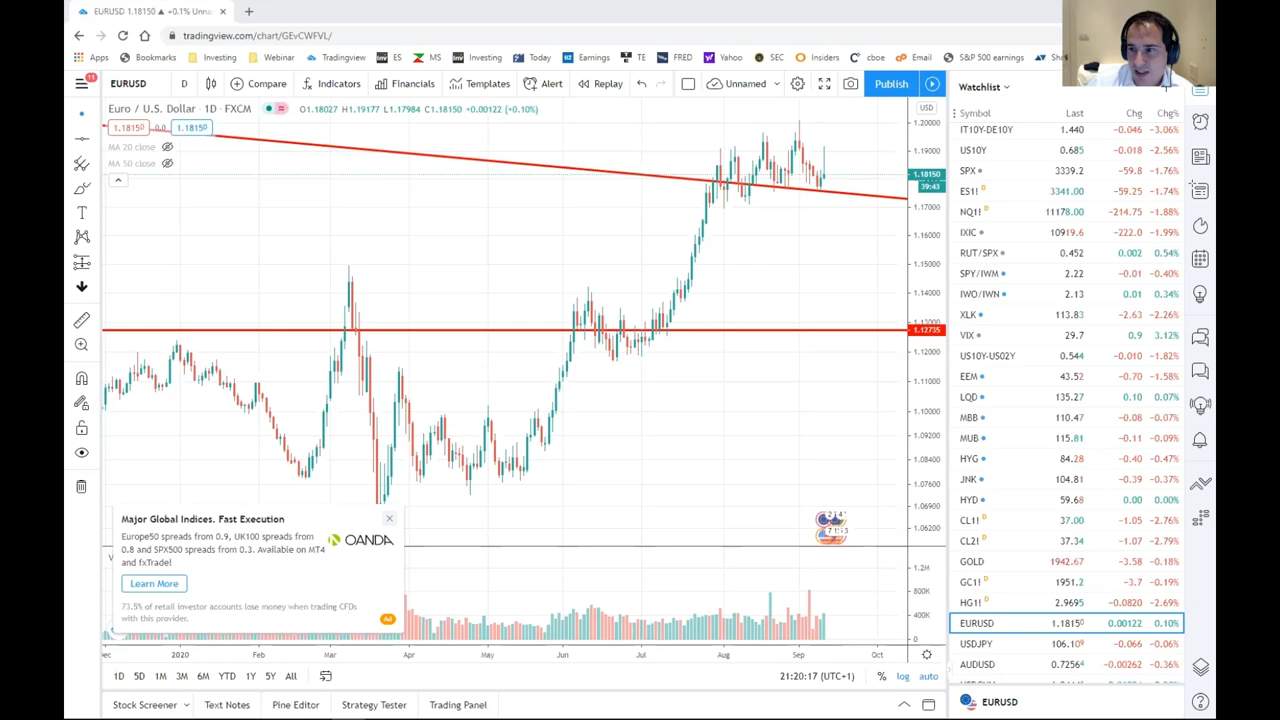 EURUSD 1.18150 ▲ +0.1% Unna
tradingview.com/chart/GEvCWFVL/
Apps Bookmarks Investing Webinar Tradingview ES MS Investing Today Earnings TE FRED Yahoo SEC Insiders cboe Email S&P 500 earnings
11
EURUSD D Compare Indicators Financials Templates Alert Replay Unnamed Publish
Watchlist
Euro / U.S. Dollar · 1D · FXCM O1.18027 H1.19177 L1.17984 C1.18150 +0.00122 (+0.10%)
USD
Symbol Last Chg Chg%
1.18150 0.0 1.18150
MA 20 close
MA 50 close
1.20000
1.19000
1.18150
39:43
1.17000
1.16000
1.15000
1.14000
1.13000
1.12735
1.12000
1.11000
1.10000
1.09200
1.08400
1.07600
1.06900
1.06200
1.2M
800K
400K
0
IT10Y-DE10Y 1.440 −0.046 −3.06%
US10Y 0.685 −0.018 −2.56%
SPX 3339.2 −59.8 −1.76%
ES1! D 3341.00 −59.25 −1.74%
NQ1! D 11178.00 −214.75 −1.88%
IXIC 10919.6 −222.0 −1.99%
RUT/SPX 0.452 0.002 0.54%
SPY/IWM 2.22 −0.01 −0.40%
IWO/IWN 2.13 0.01 0.34%
XLK 113.83 −2.63 −2.26%
VIX 29.7 0.9 3.12%
US10Y-US02Y 0.544 −0.010 −1.82%
EEM 43.52 −0.70 −1.58%
LQD 135.27 0.10 0.07%
MBB 110.47 −0.08 −0.07%
MUB 115.81 −0.11 −0.09%
HYG 84.28 −0.40 −0.47%
JNK 104.81 −0.39 −0.37%
HYD 59.68 0.00 0.00%
CL1! D 37.00 −1.05 −2.76%
CL2! D 37.34 −1.07 −2.79%
GOLD 1942.67 −3.58 −0.18%
GC1! D 1951.2 −3.7 −0.19%
HG1! D 2.9695 −0.0820 −2.69%
EURUSD 1.18150 0.00122 0.10%
USDJPY 106.109 −0.066 −0.06%
AUDUSD 0.72564 −0.00262 −0.36%
Major Global Indices. Fast Execution
Europe50 spreads from 0.9, UK100 spreads from
0.8 and SPX500 spreads from 0.3. Available on MT4
and fxTrade!
OANDA
Learn More
73.5% of retail investor accounts lose money when trading CFDs
with this provider.
Ad
2020 Feb Mar Apr May Jun Jul Aug Sep Oct
1D 5D 1M 3M 6M YTD 1Y 5Y All 21:20:17 (UTC+1) % log auto
Stock Screener Text Notes Pine Editor Strategy Tester Trading Panel
EURUSD